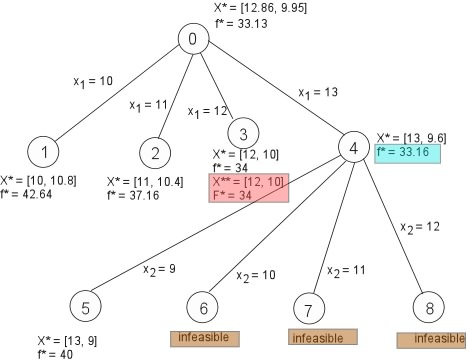 X* = [12.86, 9.95]
f* = 33.13
0
x1 = 10
x1 = 11
x1 = 12
x1 = 13
1
X* = [10, 10.8]
f* = 42.64
2
X* = [11, 10.4]
f* = 37.16
3
X* = [12, 10]
f* = 34
X** = [12, 10]
F* = 34
4
X* = [13, 9.6]
f* = 33.16
x2 = 9
x2 = 10
x2 = 11
x2 = 12
5
X* = [13, 9]
f* = 40
6
infeasible
7
infeasible
8
infeasible